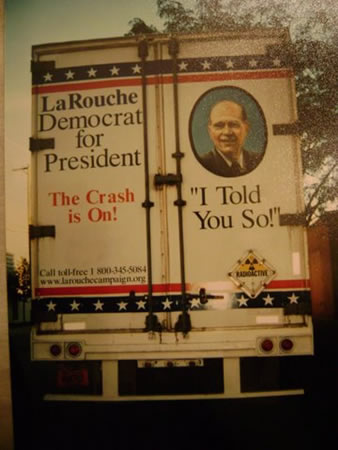 LaRouche
Democrat
for
President
The Crash
is On!
"I Told
You So!"
Call toll-free 1 800-345-5084
www.larouchecampaign.org
RADIOACTIVE